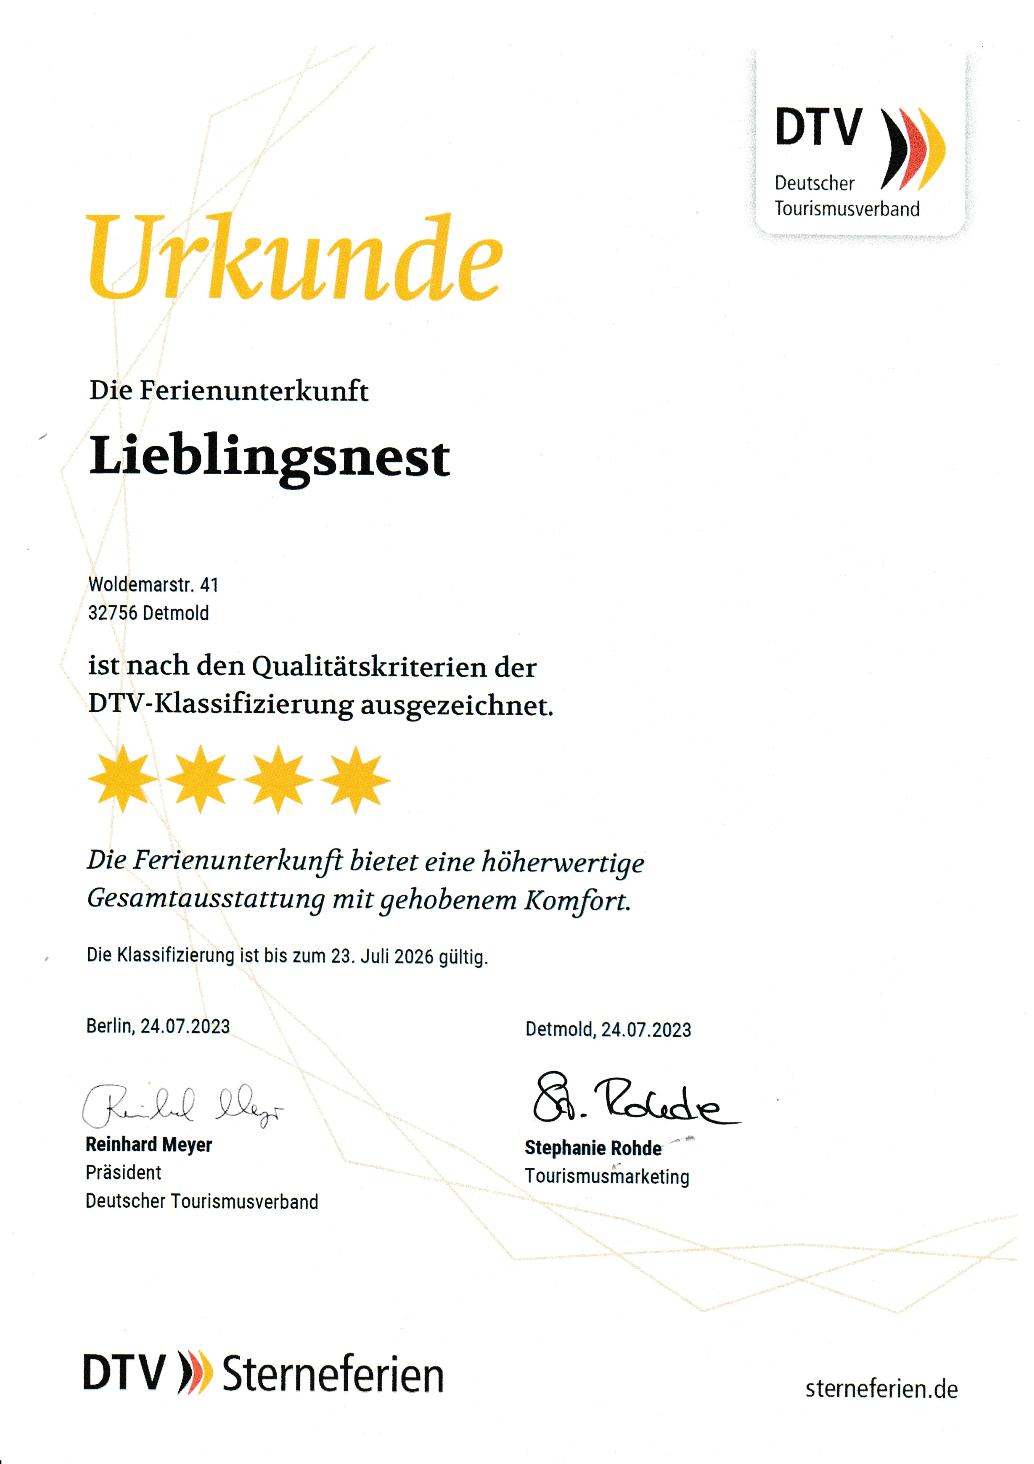 DTV
Deutscher
Tourismusverband
Urkunde
Die Ferienunterkunft
Lieblingsnest
Woldemarstr. 41
32756 Detmold
ist nach den Qualitätskriterien der
DTV-Klassifizierung ausgezeichnet.
Die Ferienunterkunft bietet eine höherwertige
Gesamtausstattung mit gehobenem Komfort.
Die Klassifizierung ist bis zum 23. Juli 2026 gültig.
Berlin, 24.07.2023
Reinhard Meyer
Reinhard Meyer
Präsident
Deutscher Tourismusverband
Detmold, 24.07.2023
St. Rohde
Stephanie Rohde
Tourismusmarketing
DTV Sterneferien
sterneferien.de